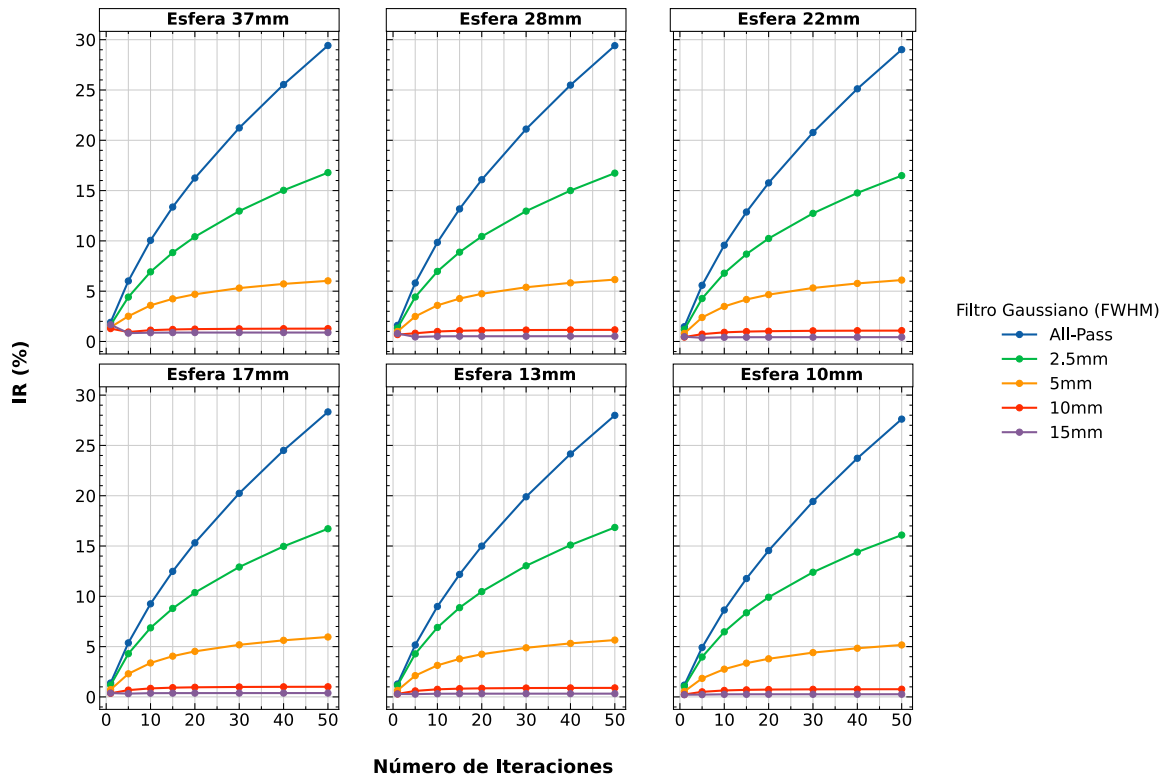 Esfera 37mm Esfera 28mm Esfera 22mm
30
25
20
15
10
5
0
Esfera 17mm Esfera 13mm Esfera 10mm
30
25
20
15
10
5
0
0 10 20 30 40 50 0 10 20 30 40 50 0 10 20 30 40 50
IR (%)
Número de Iteraciones
Filtro Gaussiano (FWHM)
All-Pass
2.5mm
5mm
10mm
15mm